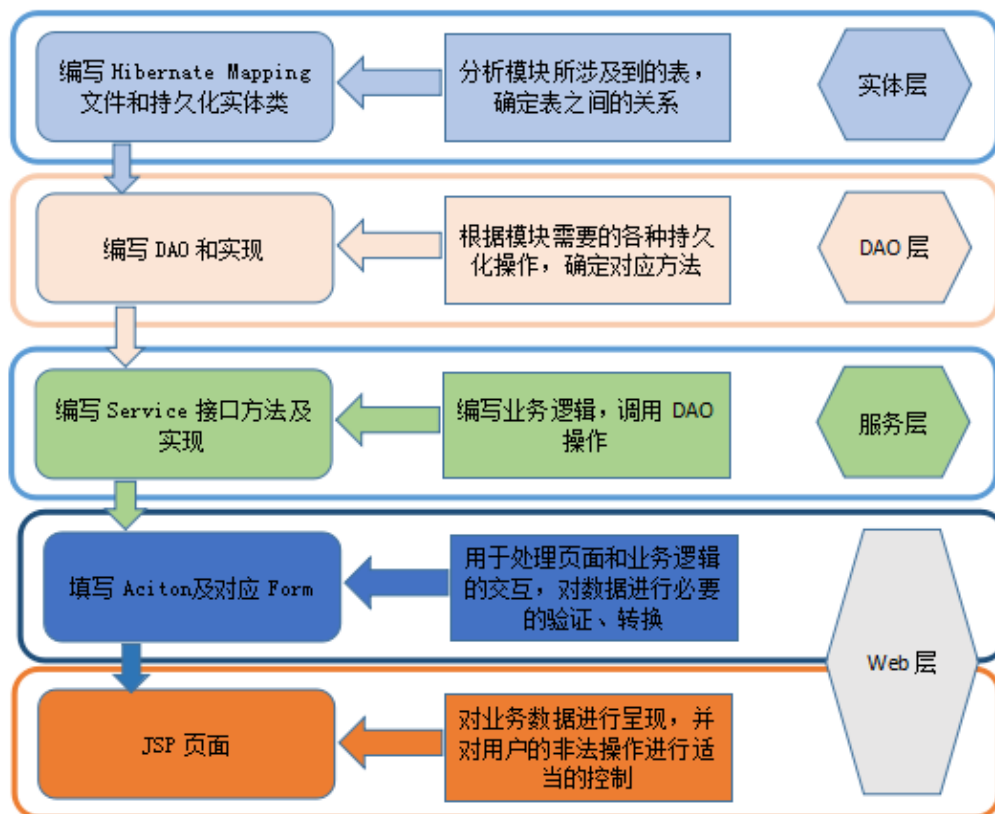 编写 Hibernate Mapping
文件和持久化实体类
分析模块所涉及到的表，
确定表之间的关系
实体层
编写 DAO 和实现
根据模块需要的各种持久
化操作，确定对应方法
DAO 层
编写 Service 接口方法及
实现
编写业务逻辑，调用 DAO
操作
服务层
填写 Aciton及对应 Form
用于处理页面和业务逻辑
的交互，对数据进行必要
的验证、转换
Web 层
JSP 页面
对业务数据进行呈现，并
对用户的非法操作进行适
当的控制